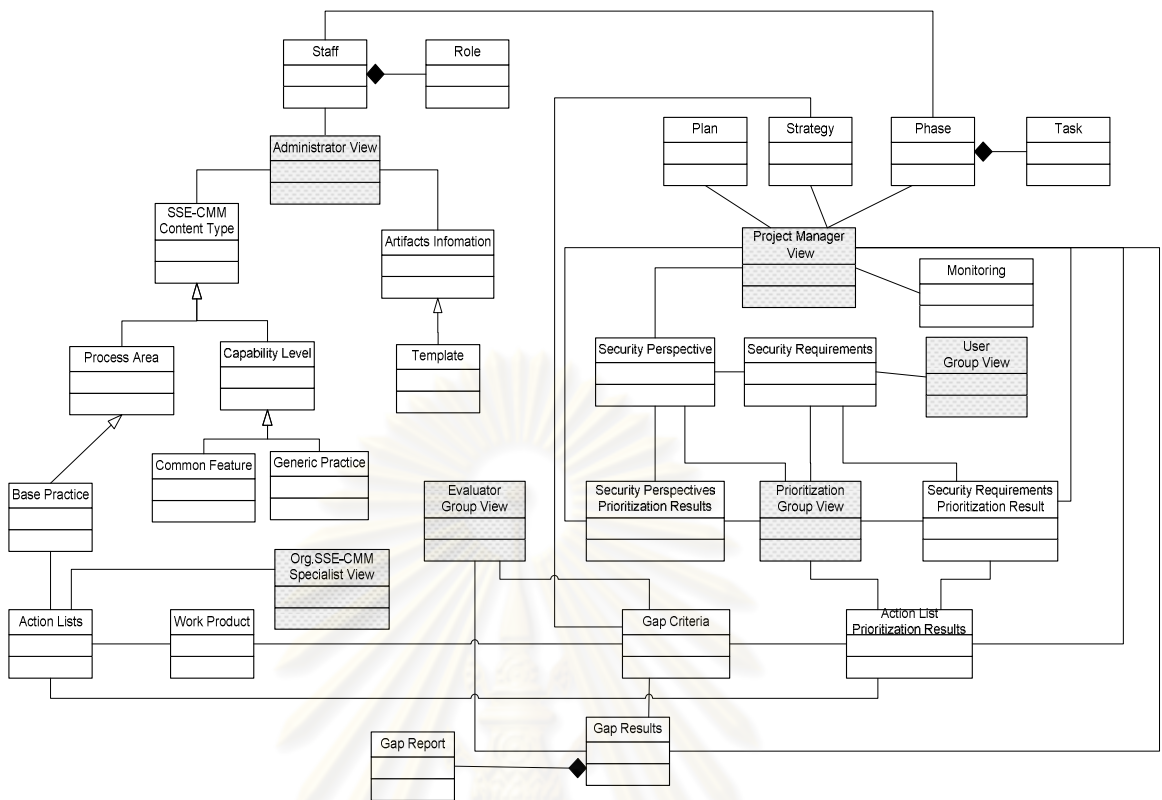 Staff
Role
Plan
Strategy
Phase
Task
Administrator View
SSE-CMM
Content Type
Artifacts Infomation
Project Manager
View
Monitoring
Process Area
Capability Level
Template
Security Perspective
Security Requirements
User
Group View
Common Feature
Generic Practice
Base Practice
Evaluator
Group View
Security Perspectives
Prioritization Results
Prioritization
Group View
Security Requirements
Prioritization Result
Org.SSE-CMM
Specialist View
Action Lists
Work Product
Gap Criteria
Action List
Prioritization Results
Gap Results
Gap Report